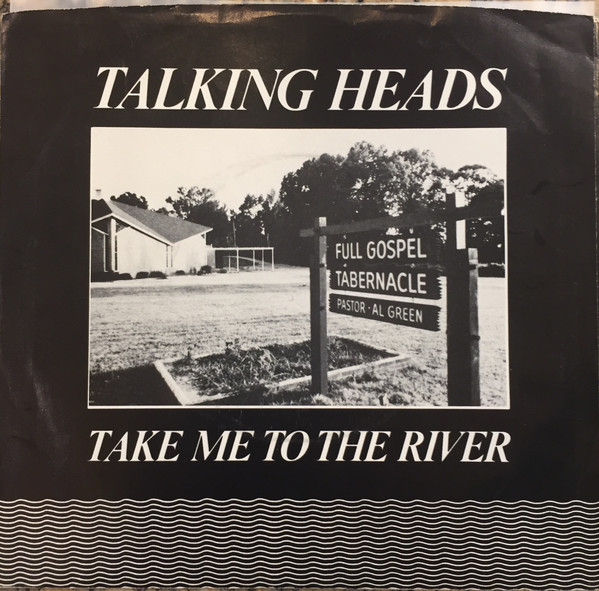 TALKING HEADS
FULL GOSPEL
TABERNACLE
PASTOR-AL GREEN
TAKE ME TO THE RIVER